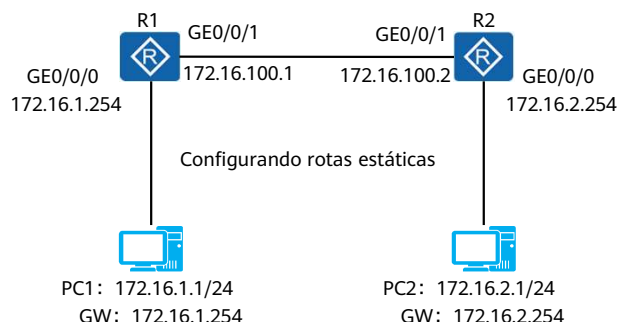 R1
R2
GE0/0/1
GE0/0/1
R
R
GE0/0/0
172.16.1.254
172.16.100.1
172.16.100.2
GE0/0/0
172.16.2.254
Configurando rotas estáticas
PC1: 172.16.1.1/24
GW: 172.16.1.254
PC2: 172.16.2.1/24
GW: 172.16.2.254